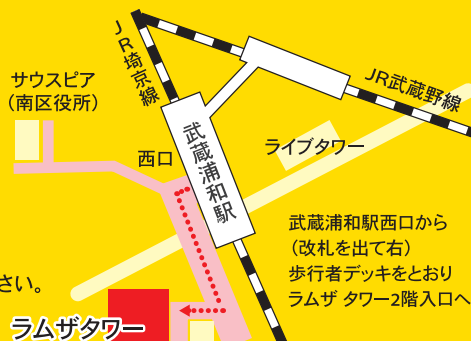 JR埼京線
JR武蔵野線
サウスピア
(南区役所)
西口
武蔵浦和駅
ライブタワー
武蔵浦和駅西口から
(改札を出て右)
歩行者デッキをとおり
ラムザ タワー2階入口へ
さい。
ラムザタワー